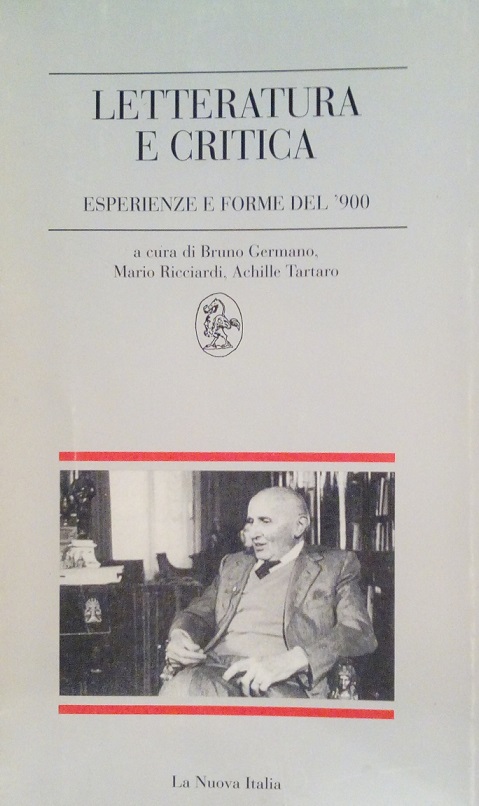 LETTERATURA
E CRITICA
ESPERIENZE E FORME DEL '900
a cura di Bruno Germano,
Mario Ricciardi, Achille Tartaro
La Nuova Italia